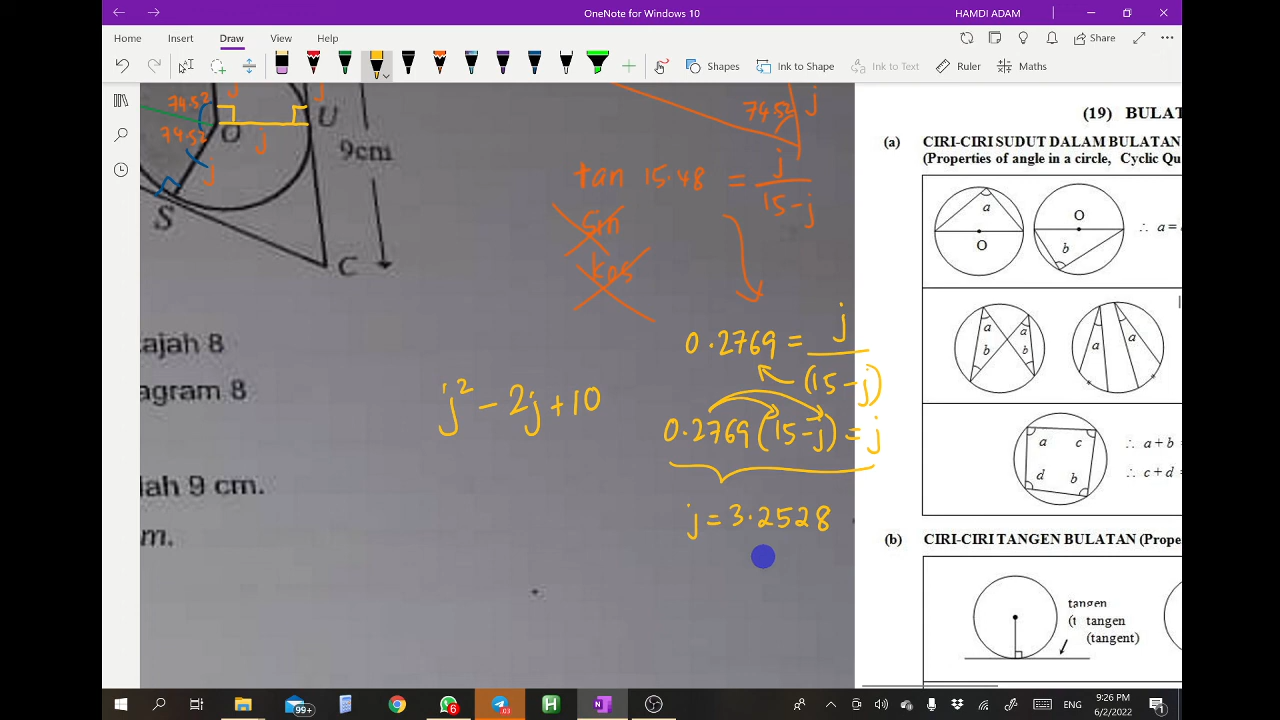 OneNote for Windows 10
HAMDI ADAM
Home
Insert
Draw
View
Help
Share
Shapes
Ink to Shape
Ink to Text
Ruler
Maths
74.52
74.52
j
j
j
j
O
U
S
C
9cm
ajah 8
agram 8
lah 9 cm.
m.
74.52
j
tan 15.48 = j / 15-j
sin
kos
0.2769 = j / (15-j)
0.2769(15-j) = j
j = 3.2528
j² - 2j + 10
(19) BULAT
(a) CIRI-CIRI SUDUT DALAM BULATAN
(Properties of angle in a circle, Cyclic Qu
a
O
O
b
∴ a =
a
b
a
b
a
a
a
c
d
b
∴ a + b =
∴ c + d =
(b) CIRI-CIRI TANGEN BULATAN (Prope
tangen
(t tangen
(tangent)
99+
6
.03
9:26 PM
6/2/2022
1